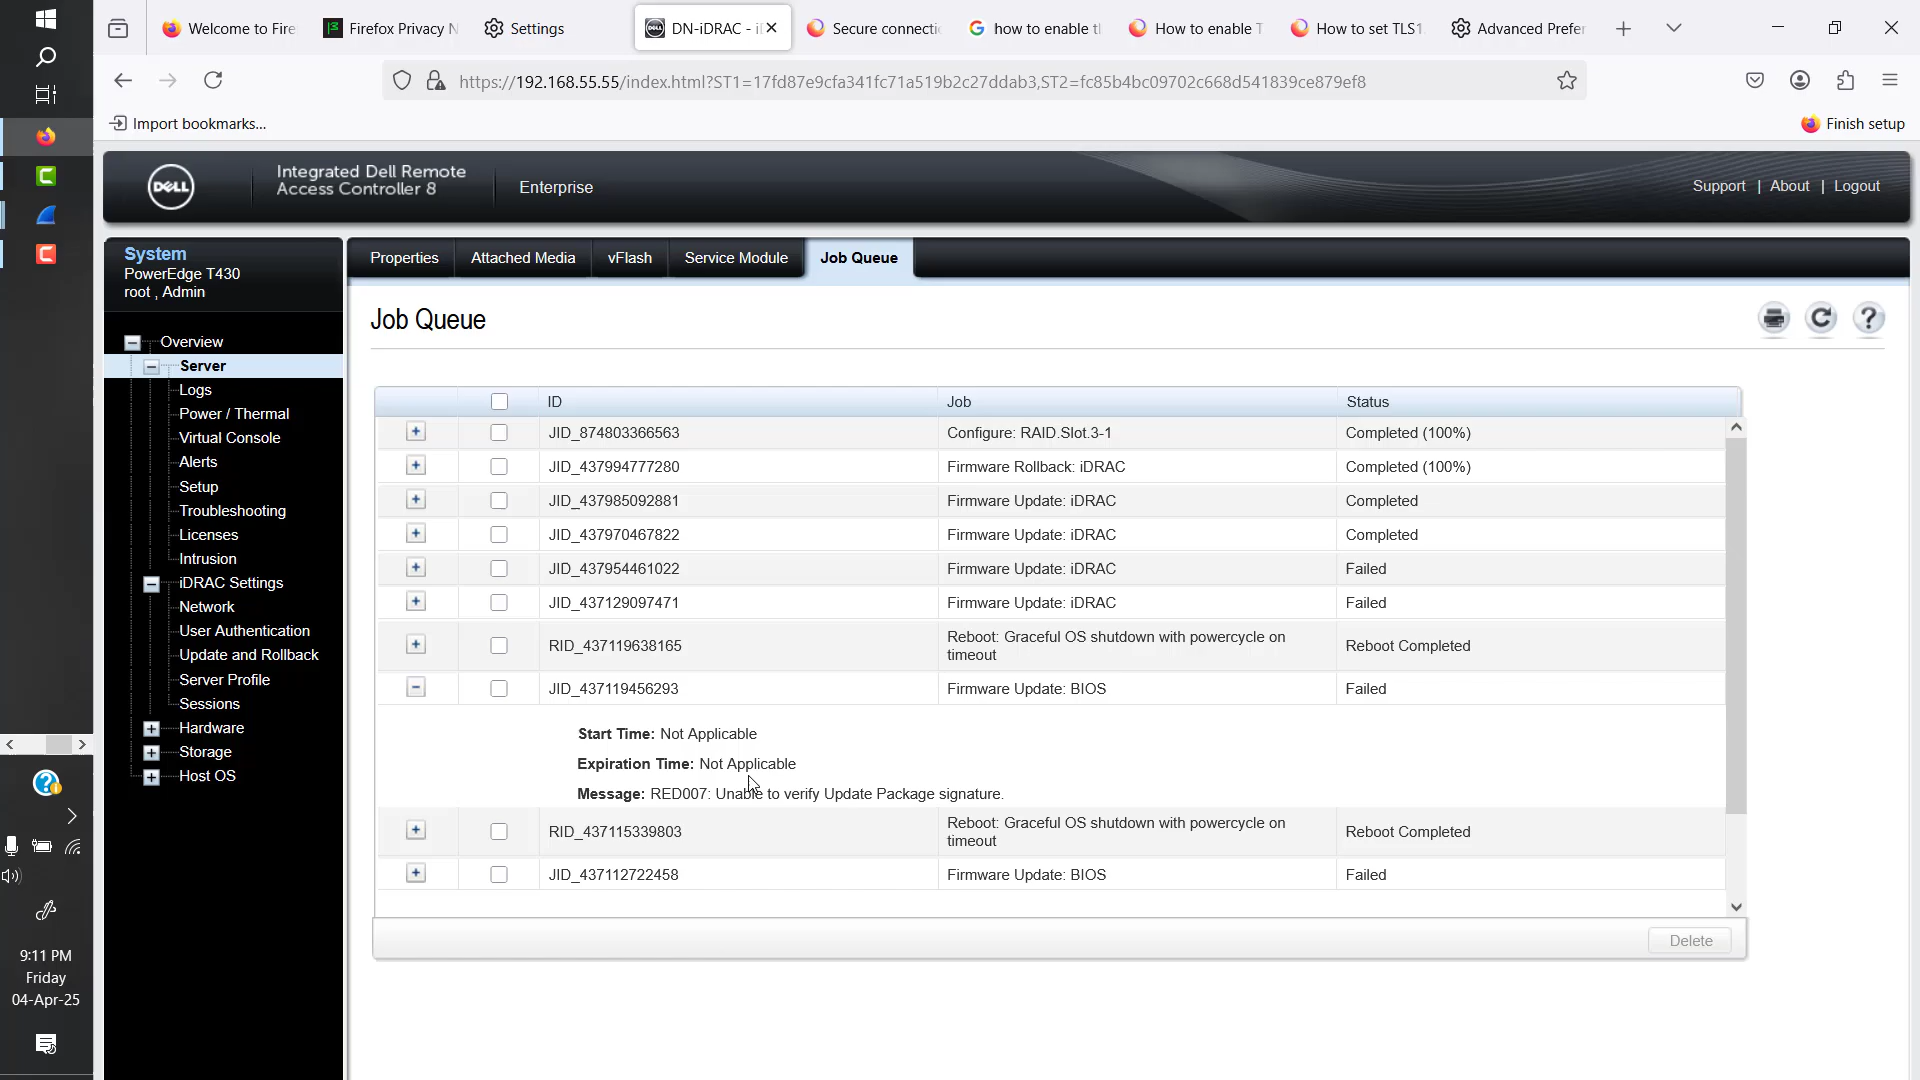 Welcome to Fire
Firefox Privacy N
Settings
DN-iDRAC - i
Secure connecti
how to enable t
How to enable T
How to set TLS1.
Advanced Prefer
https://192.168.55.55/index.html?ST1=17fd87e9cfa341fc71a519b2c27ddab3,ST2=fc85b4bc09702c668d541839ce879ef8
Import bookmarks...
Finish setup
DELL
Integrated Dell Remote
Access Controller 8
Enterprise
Support | About | Logout
System
PowerEdge T430
root , Admin
Properties
Attached Media
vFlash
Service Module
Job Queue
Overview
Server
Logs
Power / Thermal
Virtual Console
Alerts
Setup
Troubleshooting
Licenses
Intrusion
iDRAC Settings
Network
User Authentication
Update and Rollback
Server Profile
Sessions
Hardware
Storage
Host OS
Job Queue
ID Job Status
JID_874803366563 Configure: RAID.Slot.3-1 Completed (100%)
JID_437994777280 Firmware Rollback: iDRAC Completed (100%)
JID_437985092881 Firmware Update: iDRAC Completed
JID_437970467822 Firmware Update: iDRAC Completed
JID_437954461022 Firmware Update: iDRAC Failed
JID_437129097471 Firmware Update: iDRAC Failed
RID_437119638165 Reboot: Graceful OS shutdown with powercycle on
timeout Reboot Completed
JID_437119456293 Firmware Update: BIOS Failed
Start Time: Not Applicable
Expiration Time: Not Applicable
Message: RED007: Unable to verify Update Package signature.
RID_437115339803 Reboot: Graceful OS shutdown with powercycle on
timeout Reboot Completed
JID_437112722458 Firmware Update: BIOS Failed
Delete
9:11 PM
Friday
04-Apr-25